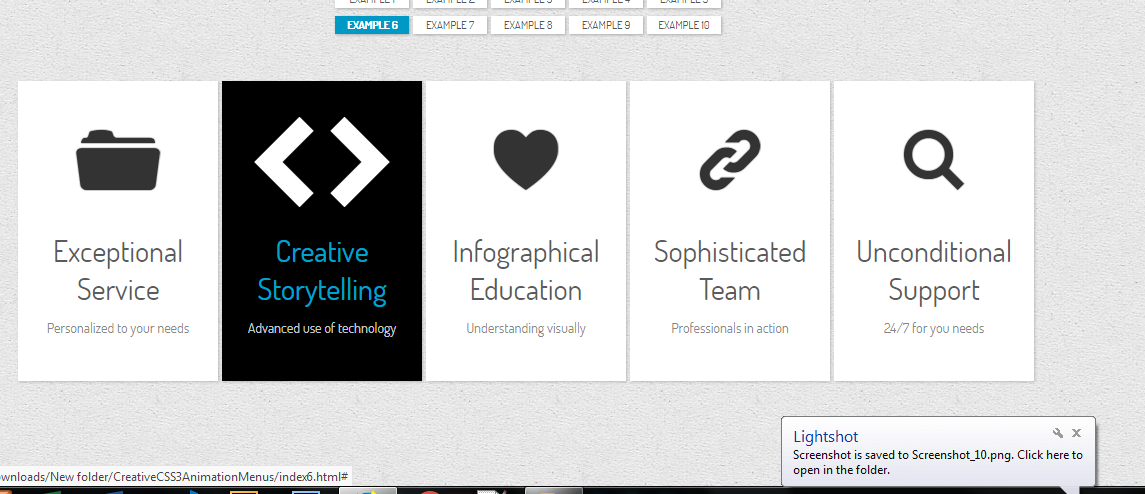 EXAMPLE 6 EXAMPLE 7 EXAMPLE 8 EXAMPLE 9 EXAMPLE 10
Exceptional
Service
Personalized to your needs
Creative
Storytelling
Advanced use of technology
Infographical
Education
Understanding visually
Sophisticated
Team
Professionals in action
Unconditional
Support
24/7 for you needs
Lightshot
Screenshot is saved to Screenshot_10.png. Click here to
open in the folder.
wnloads/New folder/CreativeCSS3AnimationMenus/index6.html#